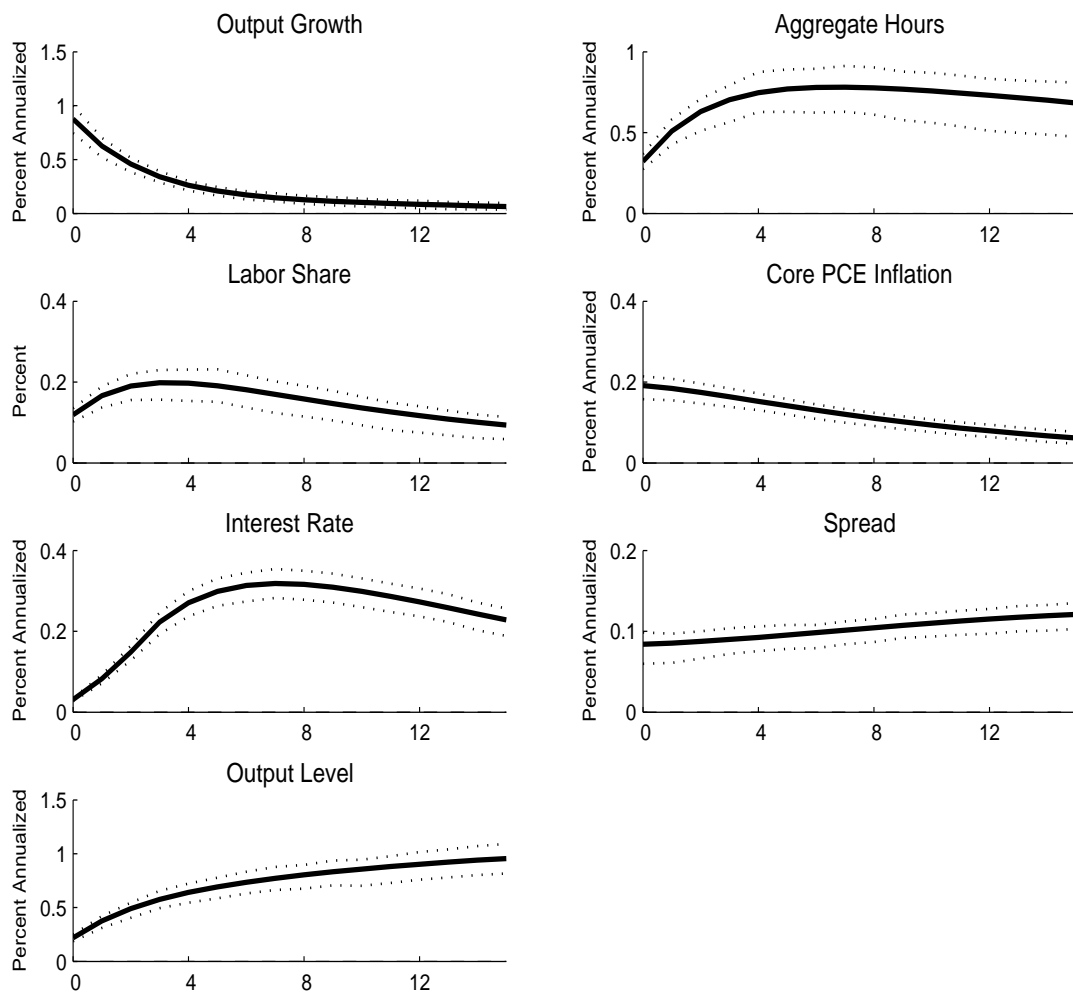 Output Growth
Percent Annualized
1.5
1
0.5
0
0 4 8 12
Aggregate Hours
Percent Annualized
1
0.5
0
0 4 8 12
Labor Share
Percent
0.4
0.2
0
0 4 8 12
Core PCE Inflation
Percent Annualized
0.4
0.2
0
0 4 8 12
Interest Rate
Percent Annualized
0.4
0.2
0
0 4 8 12
Spread
Percent Annualized
0.2
0.1
0
0 4 8 12
Output Level
Percent Annualized
1.5
1
0.5
0
0 4 8 12